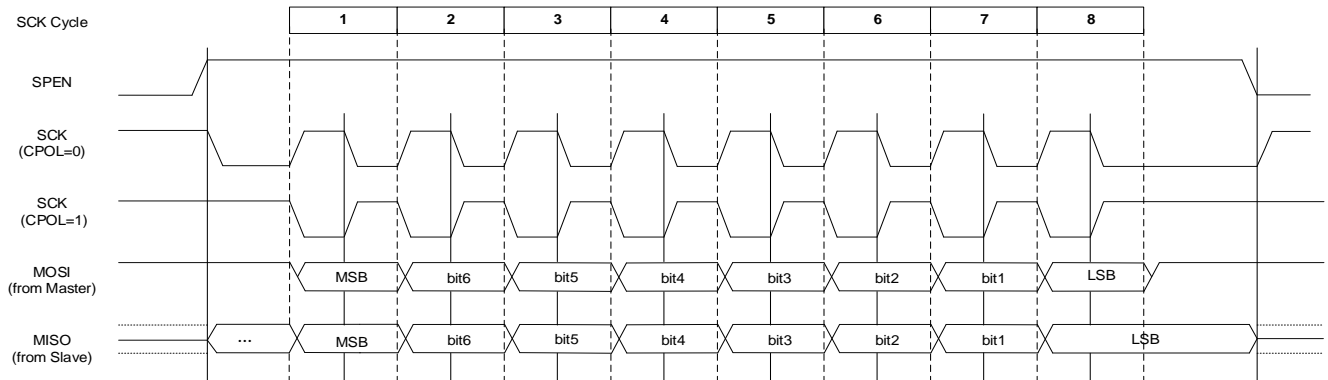 SCK Cycle 1 2 3 4 5 6 7 8
SPEN
SCK
(CPOL=0)
SCK
(CPOL=1)
MOSI
(from Master)
MSB bit6 bit5 bit4 bit3 bit2 bit1 LSB
MISO
(from Slave)
... MSB bit6 bit5 bit4 bit3 bit2 bit1 LSB